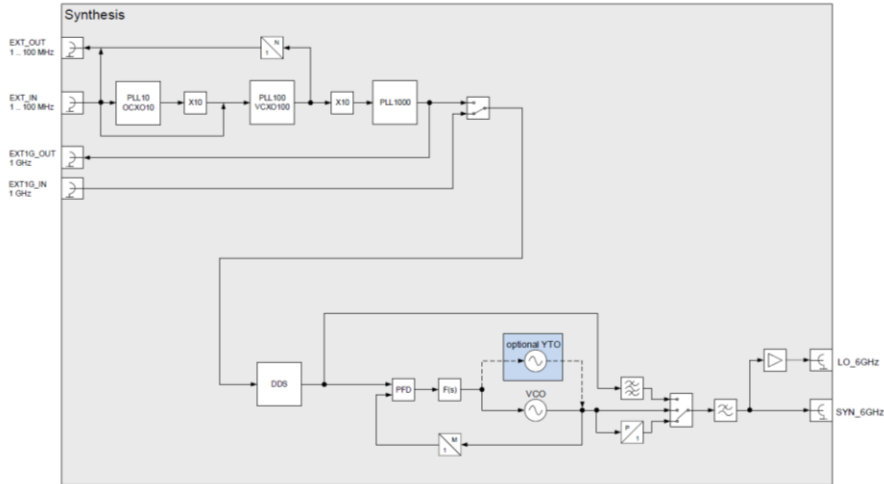 Synthesis
EXT_OUT
1 .. 100 MHz
N
1
EXT_IN
1 .. 100 MHz
PLL10
OCXO10
X10
PLL100
VCXO100
X10
PLL1000
EXT1G_OUT
1 GHz
EXT1G_IN
1 GHz
optional YTO
LO_6GHz
DDS
PFD
F(s)
VCO
SYN_6GHz
P
1
M
1